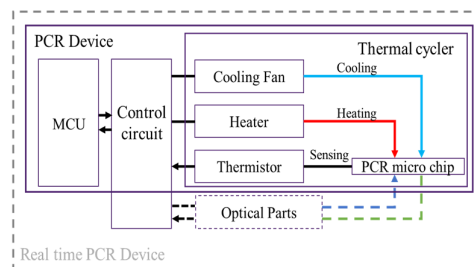 PCR Device
Thermal cycler
Cooling Fan
Cooling
MCU
Control
circuit
Heater
Heating
Thermistor
Sensing
PCR micro chip
Optical Parts
Real time PCR Device